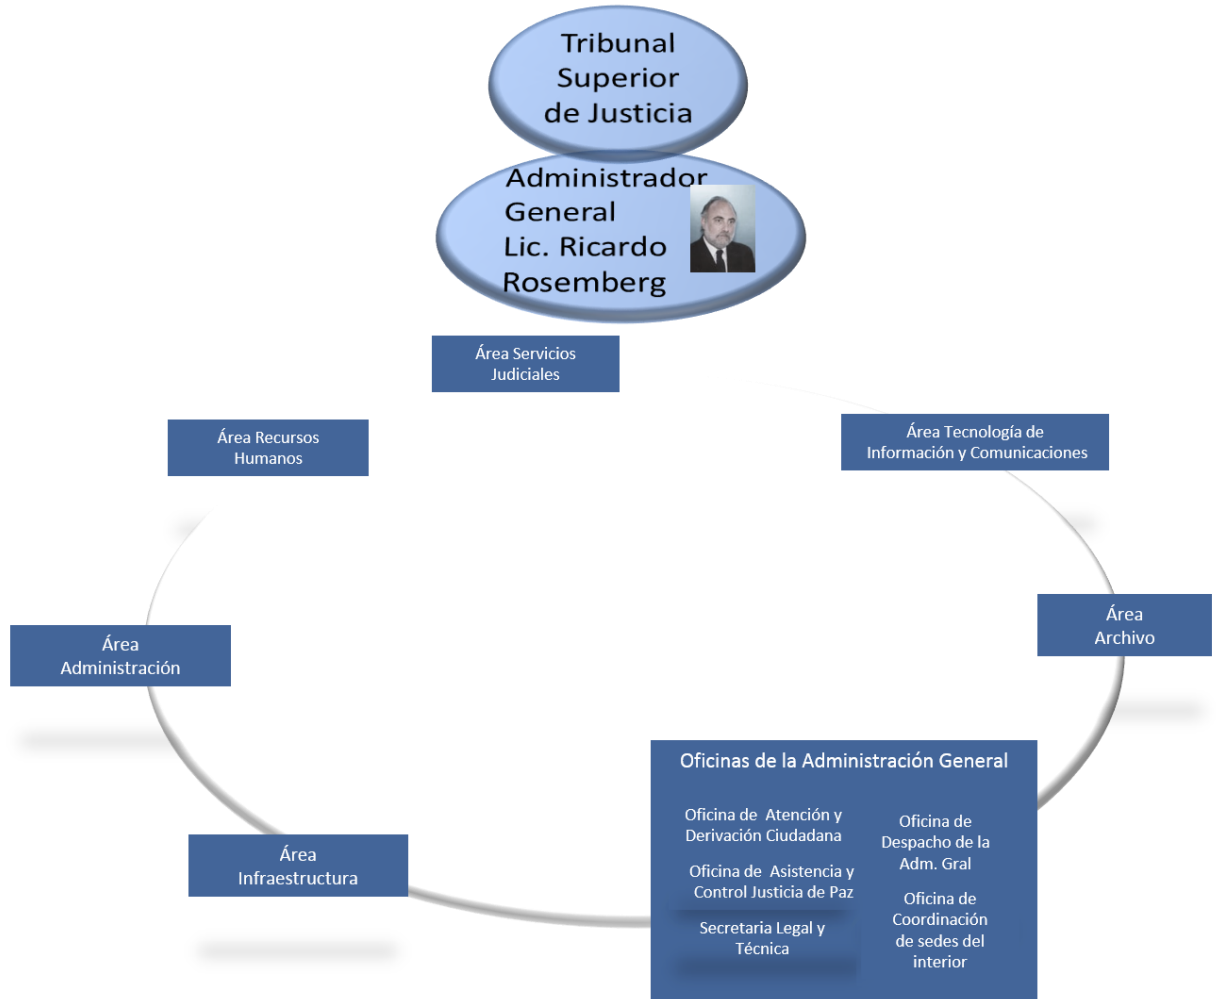 Tribunal
Superior
de Justicia
Administrador
General
Lic. Ricardo
Rosemberg
Área Servicios
Judiciales
Área Recursos
Humanos
Área Tecnología de
Información y Comunicaciones
Área
Archivo
Área
Administración
Área
Infraestructura
Oficinas de la Administración General
Oficina de  Atención y
Derivación Ciudadana
Oficina de  Asistencia y
Control Justicia de Paz
Secretaria Legal y
Técnica
Oficina de
Despacho de la
Adm. Gral
Oficina de
Coordinación
de sedes del
interior